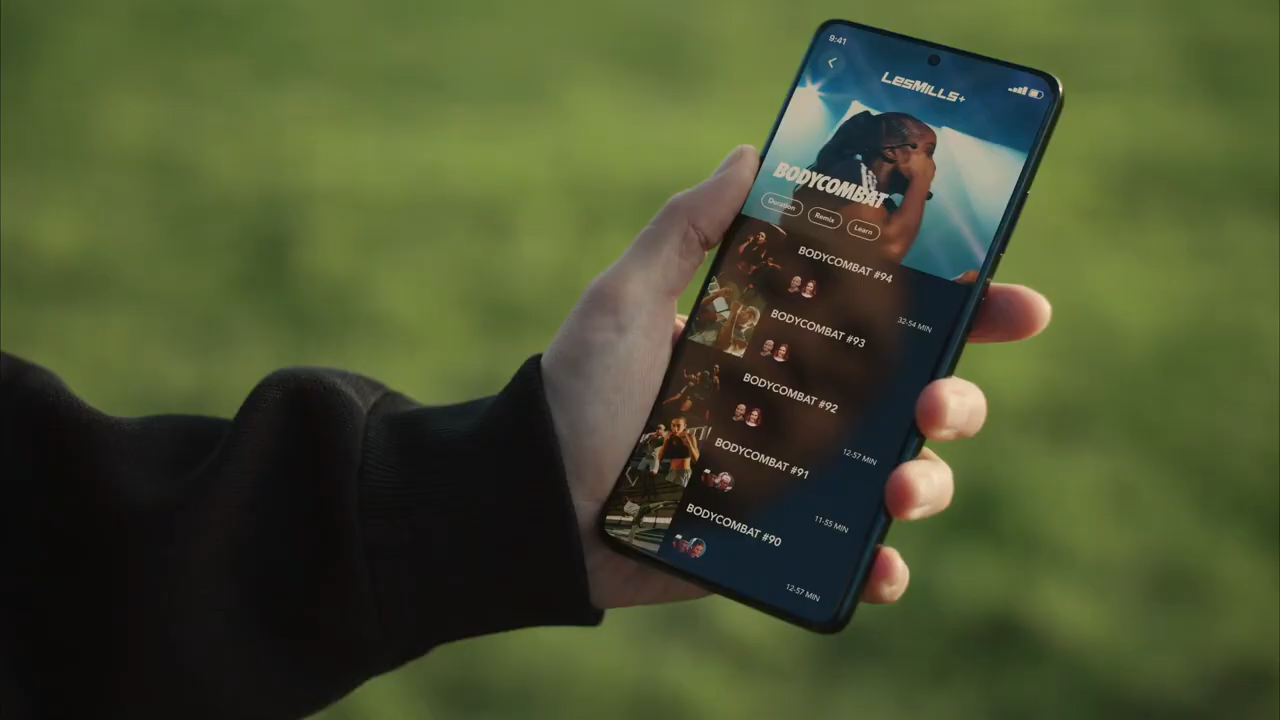 9:41
LesMILLS+
BODYCOMBAT
Duration
Remix
Learn
BODYCOMBAT #94
32-54 MIN
BODYCOMBAT #93
BODYCOMBAT #92
12-57 MIN
BODYCOMBAT #91
11-55 MIN
BODYCOMBAT #90
12-57 MIN